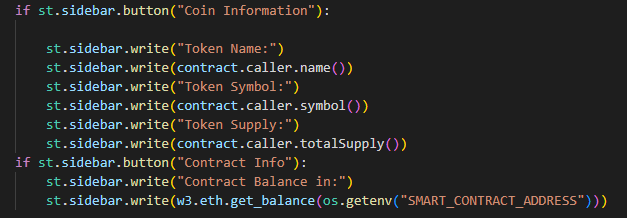 if st.sidebar.button("Coin Information"):
st.sidebar.write("Token Name:")
st.sidebar.write(contract.caller.name())
st.sidebar.write("Token Symbol:")
st.sidebar.write(contract.caller.symbol())
st.sidebar.write("Token Supply:")
st.sidebar.write(contract.caller.totalSupply())
if st.sidebar.button("Contract Info"):
st.sidebar.write("Contract Balance in:")
st.sidebar.write(w3.eth.get_balance(os.getenv("SMART_CONTRACT_ADDRESS")))